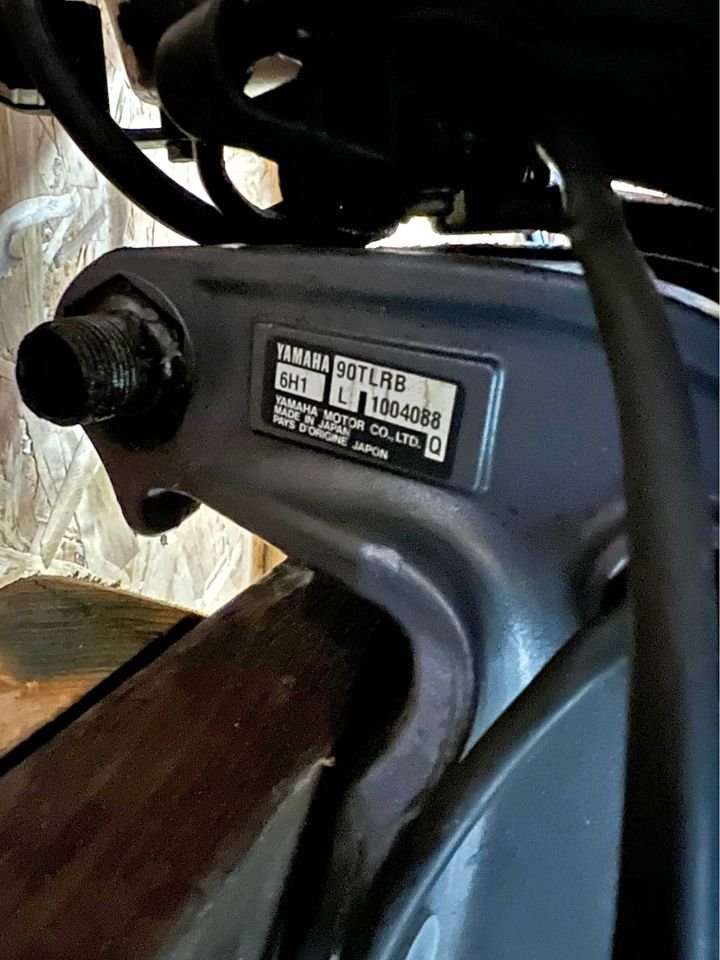 YAMAHA 90TLRB
6H1 L 1004088
YAMAHA MOTOR CO., LTD.
MADE IN JAPAN
PAYS D'ORIGINE JAPON
O